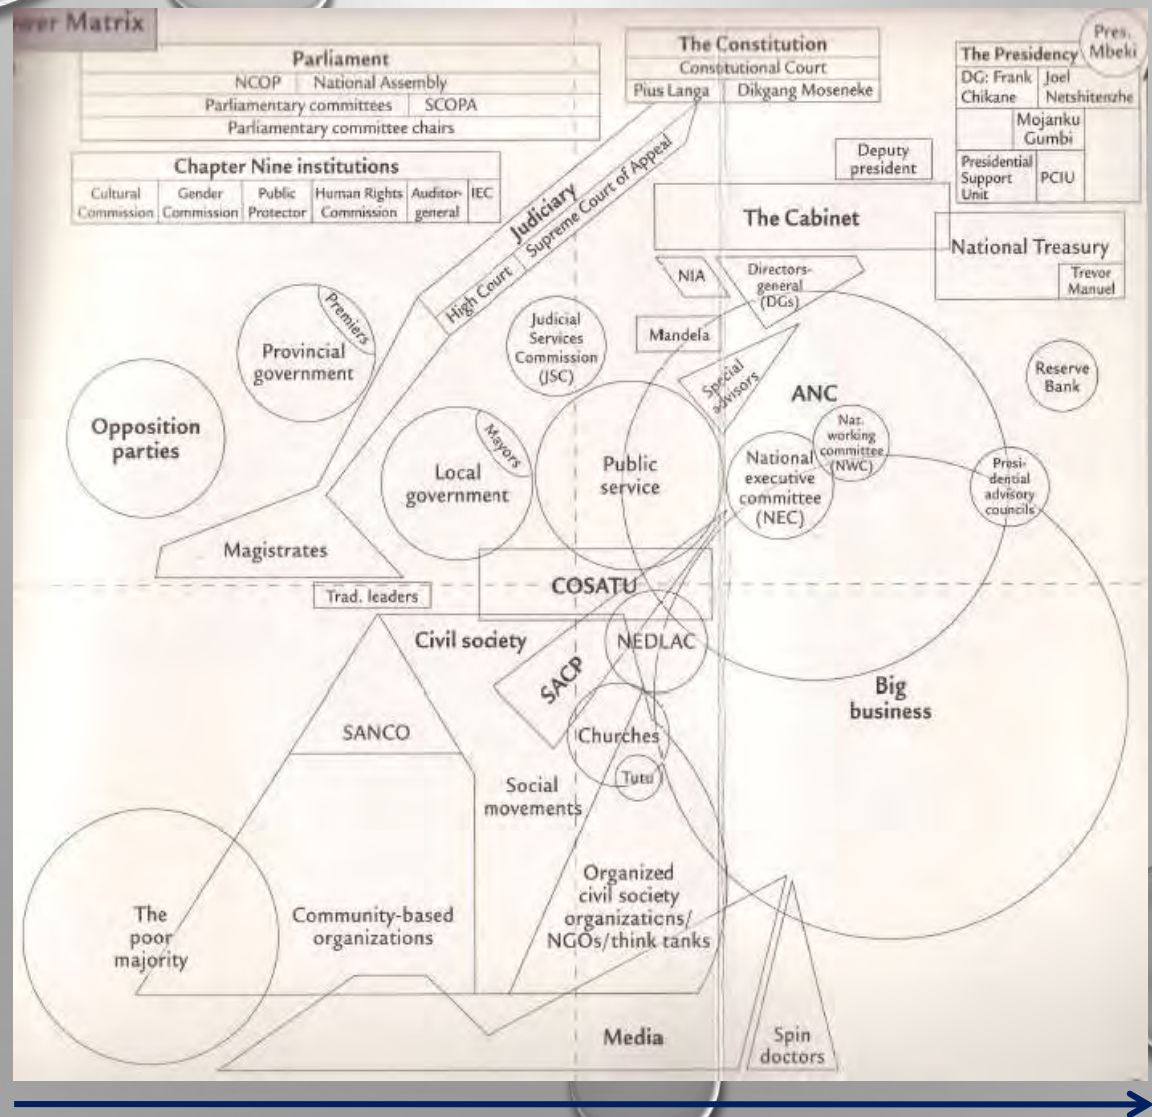 wer Matrix
Parliament
NCOP National Assembly
Parliamentary committees SCOPA
Parliamentary committee chairs
The Constitution
Constitutional Court
Pius Langa Dikgang Moseneke
Pres.
Mbeki
The Presidency
DG: Frank
Chikane
Joel
Netshitenzhe
Mojanku
Gumbi
Presidential
Support
Unit
PCIU
Chapter Nine institutions
Cultural
Commission
Gender
Commission
Public
Protector
Human Rights
Commission
Auditor-
general
IEC
Judiciary
High Court
Supreme Court of Appeal
Deputy
president
The Cabinet
National Treasury
Trevor
Manuel
NIA
Directors-
general
(DGs)
Mandela
Special
advisors
Premiers
Provincial
government
Judicial
Services
Commission
(JSC)
ANC
Reserve
Bank
Opposition
parties
Mayors
Local
government
Public
service
National
executive
committee
(NEC)
Nat.
working
committee
(NWC)
Presi-
dential
advisory
councils
Magistrates
Trad. leaders
COSATU
Civil society
NEDLAC
SACP
Big
business
SANCO
Churches
Tutu
Social
movements
The
poor
majority
Community-based
organizations
Organized
civil society
organizations/
NGOs/think tanks
Media
Spin
doctors